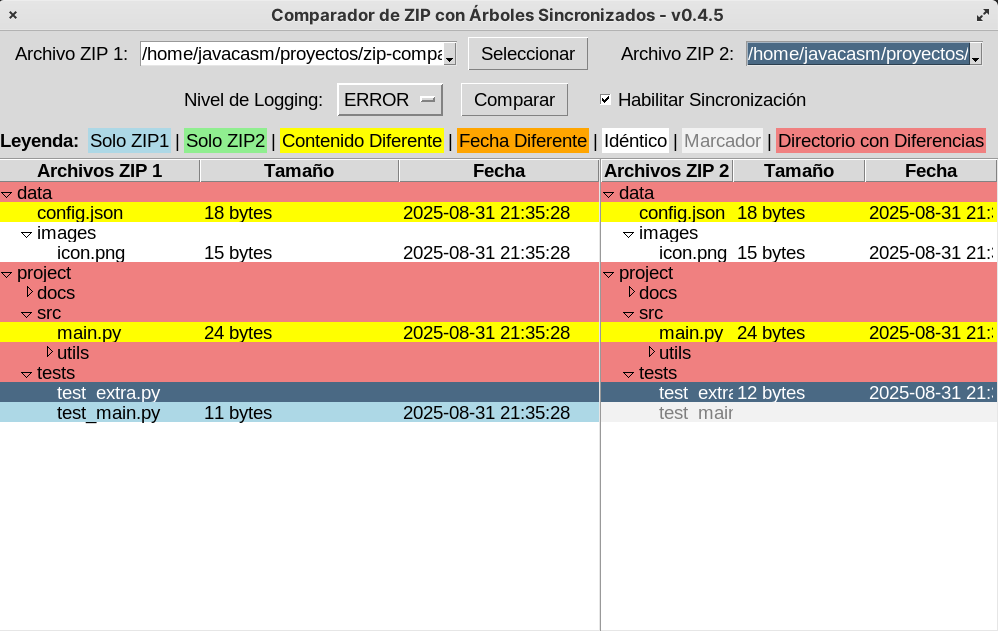 Comparador de ZIP con Árboles Sincronizados - v0.4.5
Archivo ZIP 1: /home/javacasm/proyectos/zip-compa Seleccionar Archivo ZIP 2: /home/javacasm/proyectos/
Nivel de Logging: ERROR Comparar Habilitar Sincronización
Leyenda: Solo ZIP1 | Solo ZIP2 | Contenido Diferente | Fecha Diferente | Idéntico | Marcador | Directorio con Diferencias
Archivos ZIP 1 Tamaño Fecha Archivos ZIP 2 Tamaño Fecha
data data
config.json 18 bytes 2025-08-31 21:35:28 config.json 18 bytes 2025-08-31 21:
images images
icon.png 15 bytes 2025-08-31 21:35:28 icon.png 15 bytes 2025-08-31 21:
project project
docs docs
src src
main.py 24 bytes 2025-08-31 21:35:28 main.py 24 bytes 2025-08-31 21:
utils utils
tests tests
test_extra.py test_extra 12 bytes 2025-08-31 21:
test_main.py 11 bytes 2025-08-31 21:35:28 test_mair